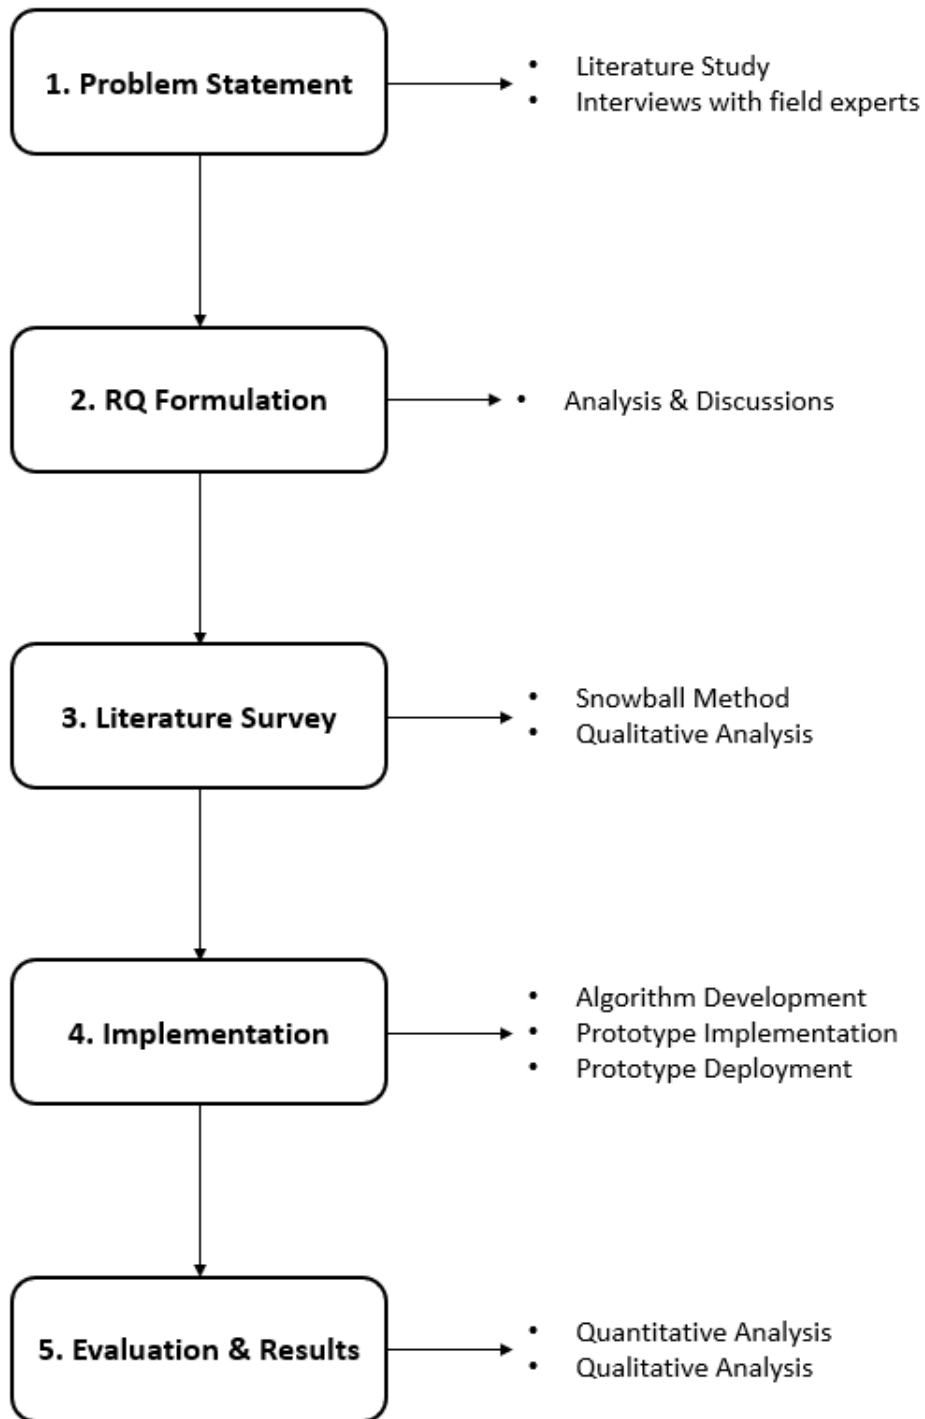 1. Problem Statement
• Literature Study
• Interviews with field experts
2. RQ Formulation
• Analysis & Discussions
3. Literature Survey
• Snowball Method
• Qualitative Analysis
4. Implementation
• Algorithm Development
• Prototype Implementation
• Prototype Deployment
5. Evaluation & Results
• Quantitative Analysis
• Qualitative Analysis